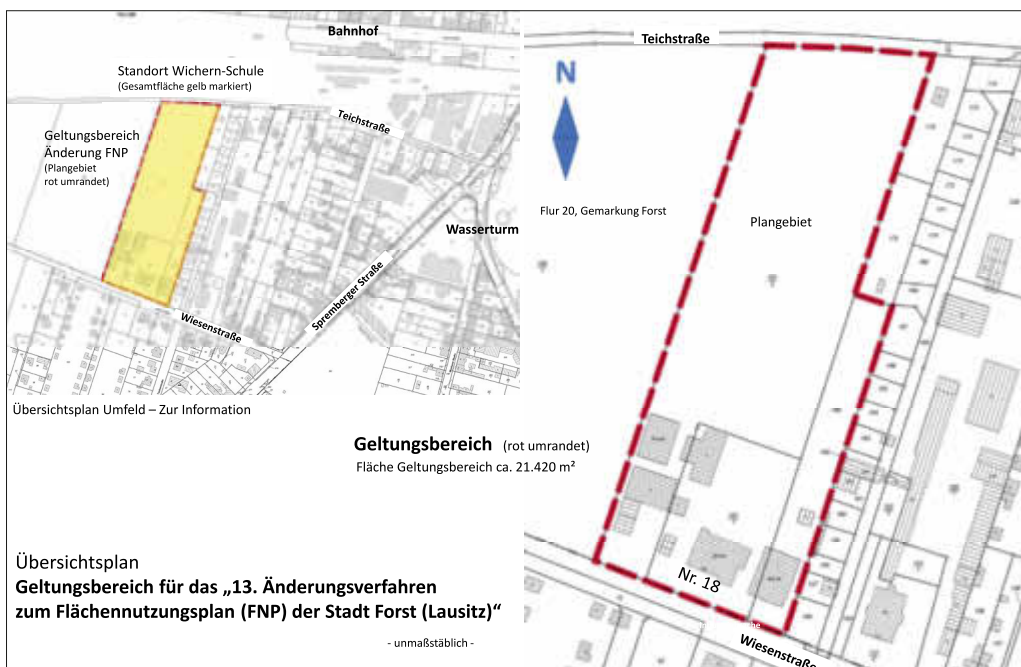 Bahnhof
Standort Wichern-Schule
(Gesamtfläche gelb markiert)
Teichstraße
Geltungsbereich
Änderung FNP
(Plangebiet
rot umrandet)
Wasserturm
Spremberger Straße
Wiesenstraße
Übersichtsplan Umfeld – Zur Information
Teichstraße
N
Flur 20, Gemarkung Forst
Plangebiet
Nr. 18
Wiesenstraße
Geltungsbereich (rot umrandet)
Fläche Geltungsbereich ca. 21.420 m²
Übersichtsplan
Geltungsbereich für das „13. Änderungsverfahren
zum Flächennutzungsplan (FNP) der Stadt Forst (Lausitz)“
- unmaßstäblich -